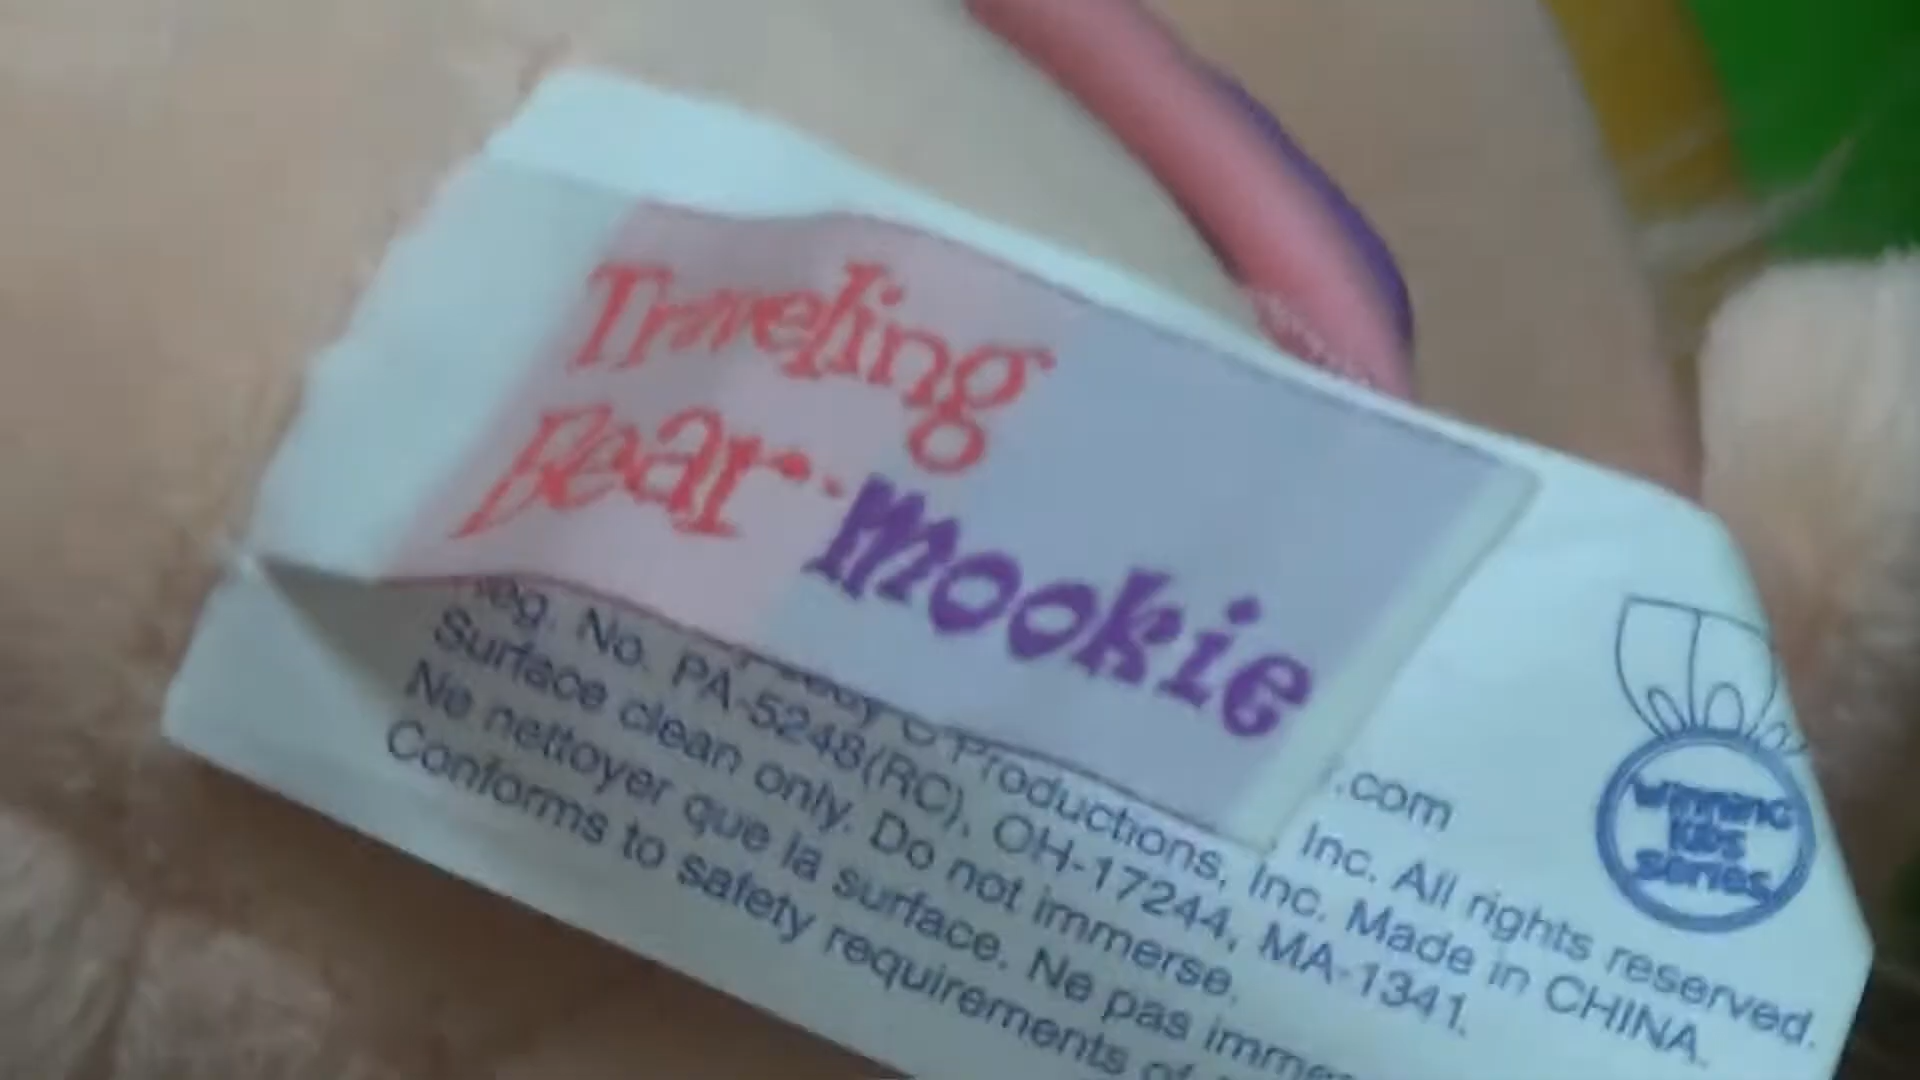 Traveling
Bear..mookie
.com
Inc. All rights reserved.
Productions, Inc. Made in CHINA.
No. PA-5248(RC), OH-17244, MA-1341.
Surface clean only. Do not immerse.
Ne nettoyer que la surface. Ne pas
Conforms to safety requirements of
winning
kids
series